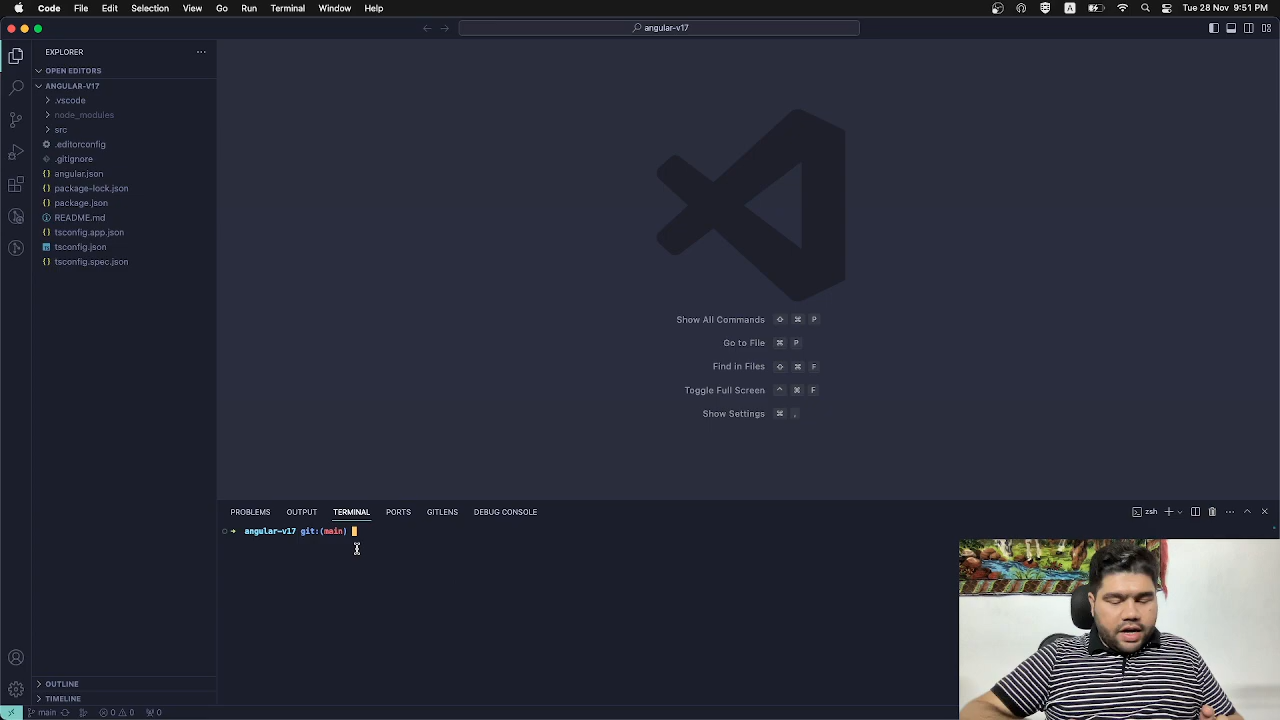 Code File Edit Selection View Go Run Terminal Window Help
A Tue 28 Nov 9:51 PM
angular-v17
EXPLORER
OPEN EDITORS
ANGULAR-V17
.vscode
node_modules
src
.editorconfig
.gitignore
angular.json
package-lock.json
package.json
README.md
tsconfig.app.json
tsconfig.json
tsconfig.spec.json
Show All Commands ⇧ ⌘ P
Go to File ⌘ P
Find in Files ⇧ ⌘ F
Toggle Full Screen ⌃ ⌘ F
Show Settings ⌘ ,
PROBLEMS OUTPUT TERMINAL PORTS GITLENS DEBUG CONSOLE
zsh
➜ angular-v17 git:(main)
OUTLINE
TIMELINE
main 0 0 0